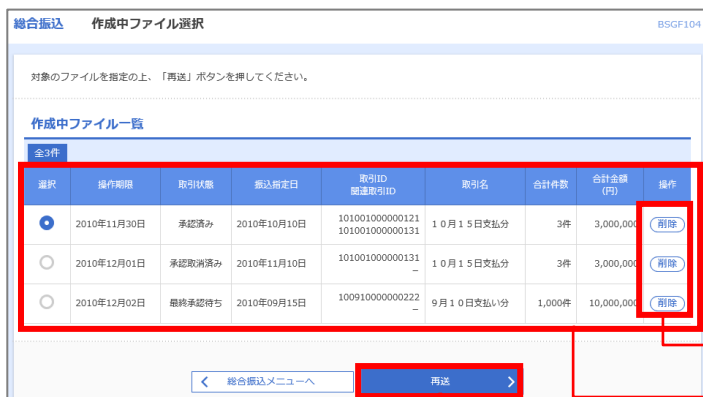 総合振込 作成中ファイル選択 BSGF104
対象のファイルを指定の上、「再送」ボタンを押してください。
作成中ファイル一覧
全3件
選択 操作期限 取引状態 振込指定日 取引ID 取引名 合計件数 合計金額 操作
関連取引ID (円)
2010年11月30日 承認済み 2010年10月10日 101001000000121 10月15日支払分 3件 3,000,000 削除
101001000000131
2010年12月01日 承認取消済み 2010年11月10日 101001000000131 10月15日支払分 3件 3,000,000 削除
–
2010年12月02日 最終承認待ち 2010年09月15日 100910000000222 9月10日支払い分 1,000件 10,000,000 削除
–
総合振込メニューへ 再送